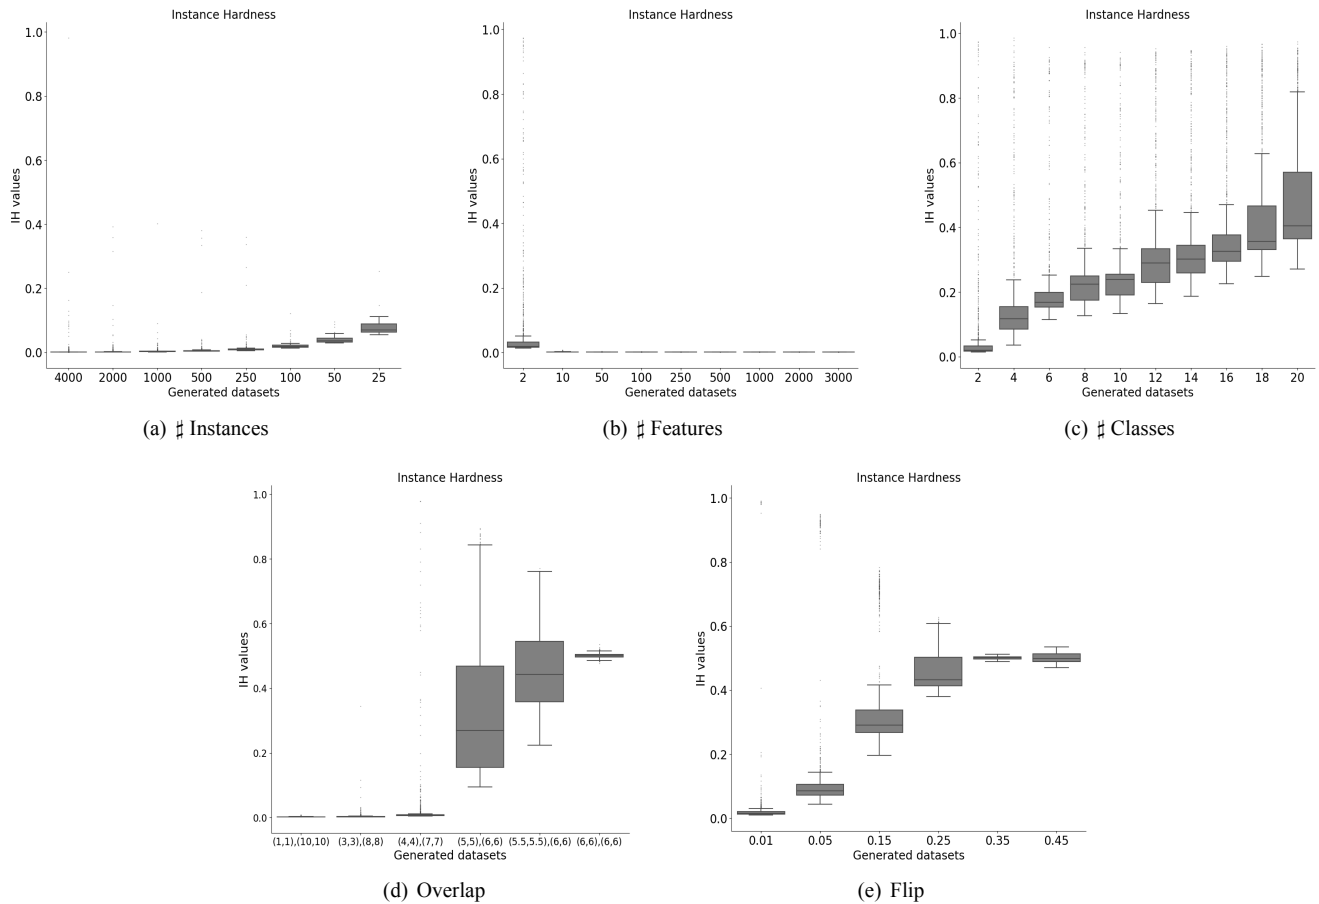 Instance Hardness
1.0
0.8
0.6
0.4
0.2
0.0
IH values
4000 2000 1000 500 250 100 50 25
Generated datasets
(a) ♯ Instances
Instance Hardness
1.0
0.8
0.6
0.4
0.2
0.0
IH values
2 10 50 100 250 500 1000 2000 3000
Generated datasets
(b) ♯ Features
Instance Hardness
1.0
0.8
0.6
0.4
0.2
0.0
IH values
2 4 6 8 10 12 14 16 18 20
Generated datasets
(c) ♯ Classes
Instance Hardness
1.0
0.8
0.6
0.4
0.2
0.0
IH values
(1,1),(10,10) (3,3),(8,8) (4,4),(7,7) (5,5),(6,6) (5.5,5.5),(6,6) (6,6),(6,6)
Generated datasets
(d) Overlap
Instance Hardness
1.0
0.8
0.6
0.4
0.2
0.0
IH values
0.01 0.05 0.15 0.25 0.35 0.45
Generated datasets
(e) Flip